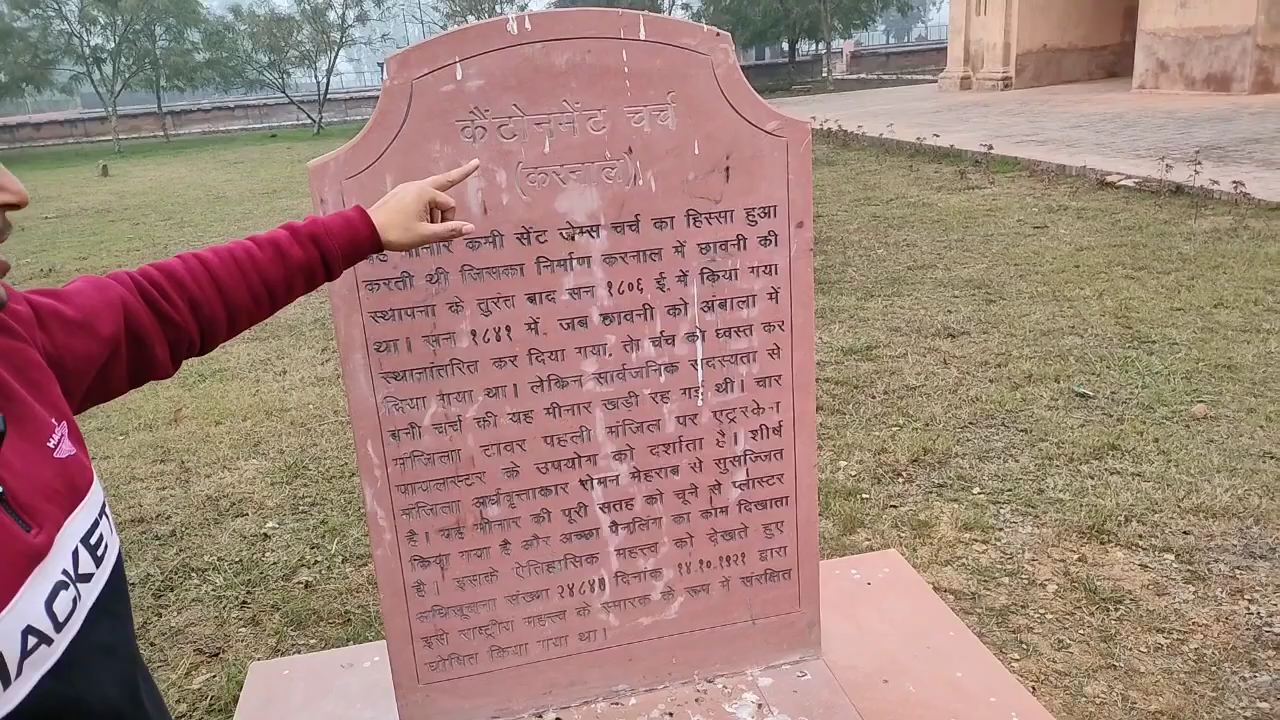 कैंटोनमेंट चर्च
(करनाल)
यह मीनार कभी सेंट जेम्स चर्च का हिस्सा हुआ
करती थी जिसका निर्माण करनाल में छावनी की
स्थापना के तुरंत बाद सन १८०६ ई. में किया गया
था। सन १८४१ में, जब छावनी को अंबाला में
स्थानांतरित कर दिया गया, तो चर्च को ध्वस्त कर
दिया गया था। लेकिन सार्वजनिक सदस्यता से
बनी चर्च की यह मीनार खड़ी रह गई थी। चार
मंजिला टावर पहली मंजिल पर एट्रस्केन
पायलास्टर के उपयोग को दर्शाता है। शीर्ष
मंजिला अर्धवृत्ताकार रोमन मेहराब से सुसज्जित
है। यह मीनार की पूरी सतह को चूने से प्लास्टर
किया गया है और अच्छा पैनलिंग का काम दिखाता
है। इसके ऐतिहासिक महत्त्व को देखते हुए
अधिसूचना संख्या २४८४१ दिनांक १४.१०.१९२१ द्वारा
इसे राष्ट्रीय महत्त्व के स्मारक के रूप में संरक्षित
घोषित किया गया था।
HACKET